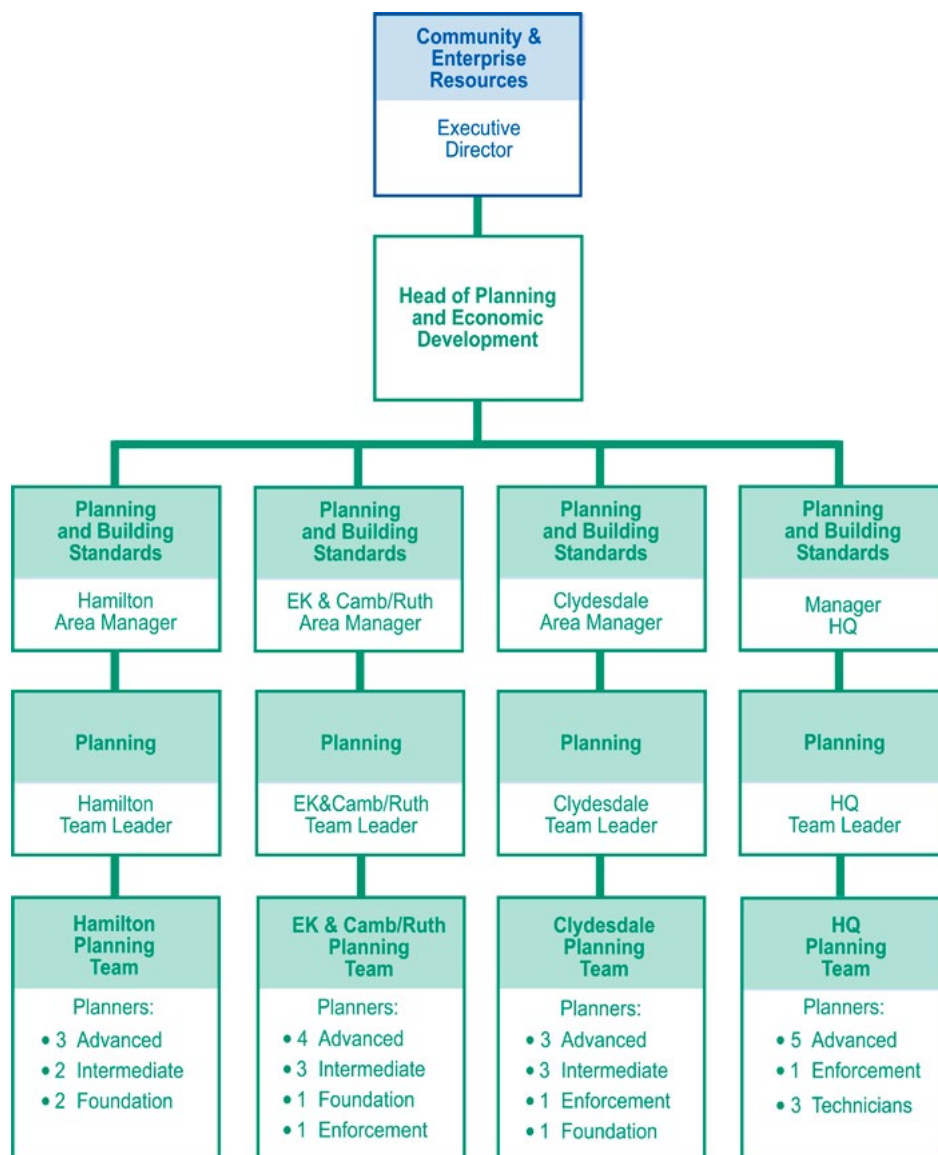 Community &
Enterprise
Resources
Executive
Director
Head of Planning
and Economic
Development
Planning
and Building
Standards
Hamilton
Area Manager
Planning
and Building
Standards
EK & Camb/Ruth
Area Manager
Planning
and Building
Standards
Clydesdale
Area Manager
Planning
and Building
Standards
Manager
HQ
Planning
Hamilton
Team Leader
Planning
EK&Camb/Ruth
Team Leader
Planning
Clydesdale
Team Leader
Planning
HQ
Team Leader
Hamilton
Planning
Team
Planners:
• 3 Advanced
• 2 Intermediate
• 2 Foundation
EK & Camb/Ruth
Planning
Team
Planners:
• 4 Advanced
• 3 Intermediate
• 1 Foundation
• 1 Enforcement
Clydesdale
Planning
Team
Planners:
• 3 Advanced
• 3 Intermediate
• 1 Enforcement
• 1 Foundation
HQ
Planning
Team
Planners:
• 5 Advanced
• 1 Enforcement
• 3 Technicians